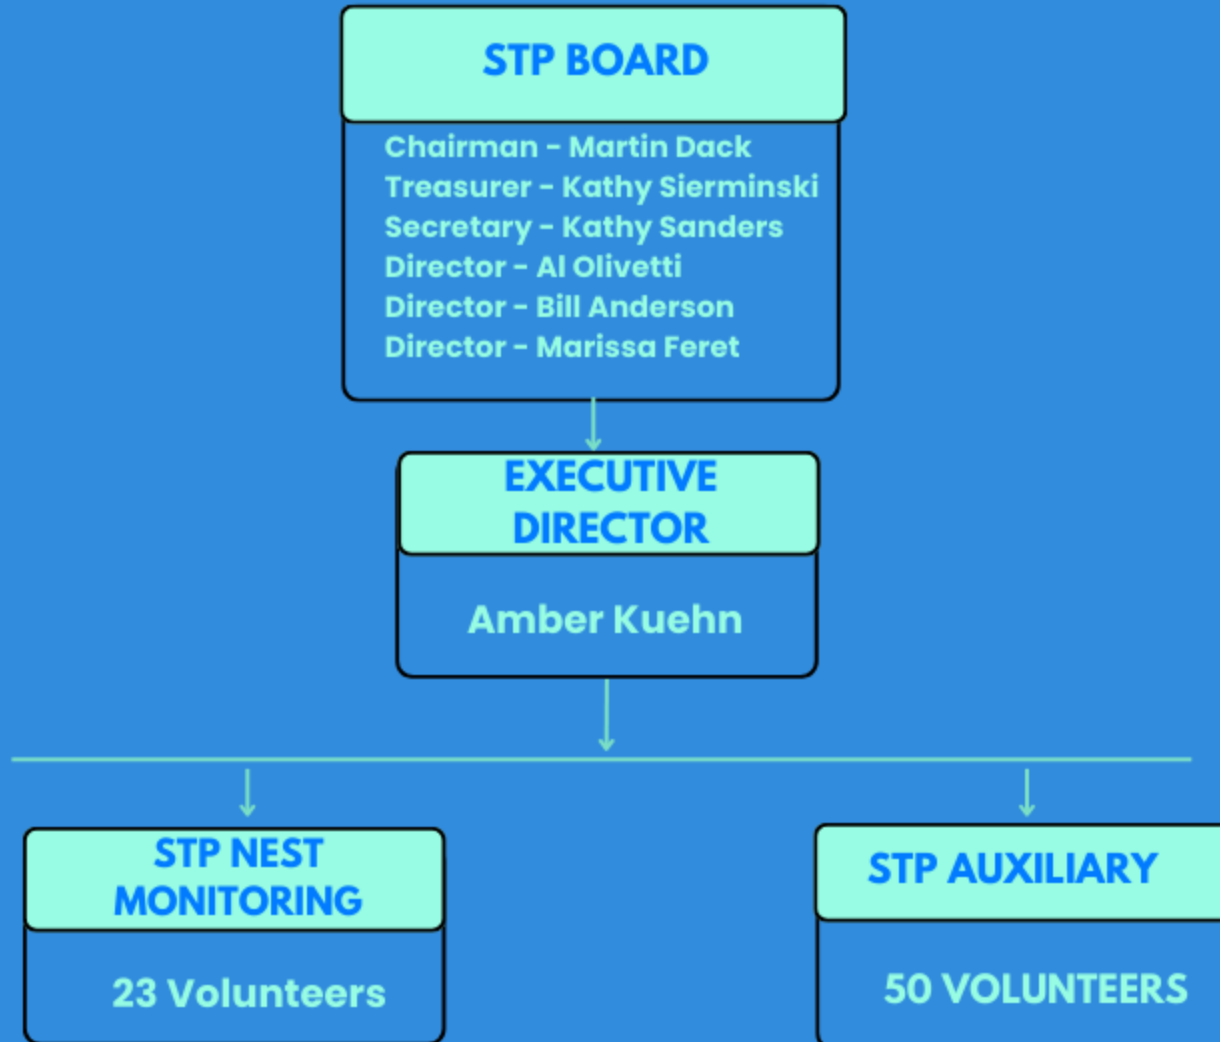 STP BOARD
Chairman - Martin Dack
Treasurer - Kathy Sierminski
Secretary - Kathy Sanders
Director - Al Olivetti
Director - Bill Anderson
Director - Marissa Feret
EXECUTIVE
DIRECTOR
Amber Kuehn
STP NEST
MONITORING
23 Volunteers
STP AUXILIARY
50 VOLUNTEERS